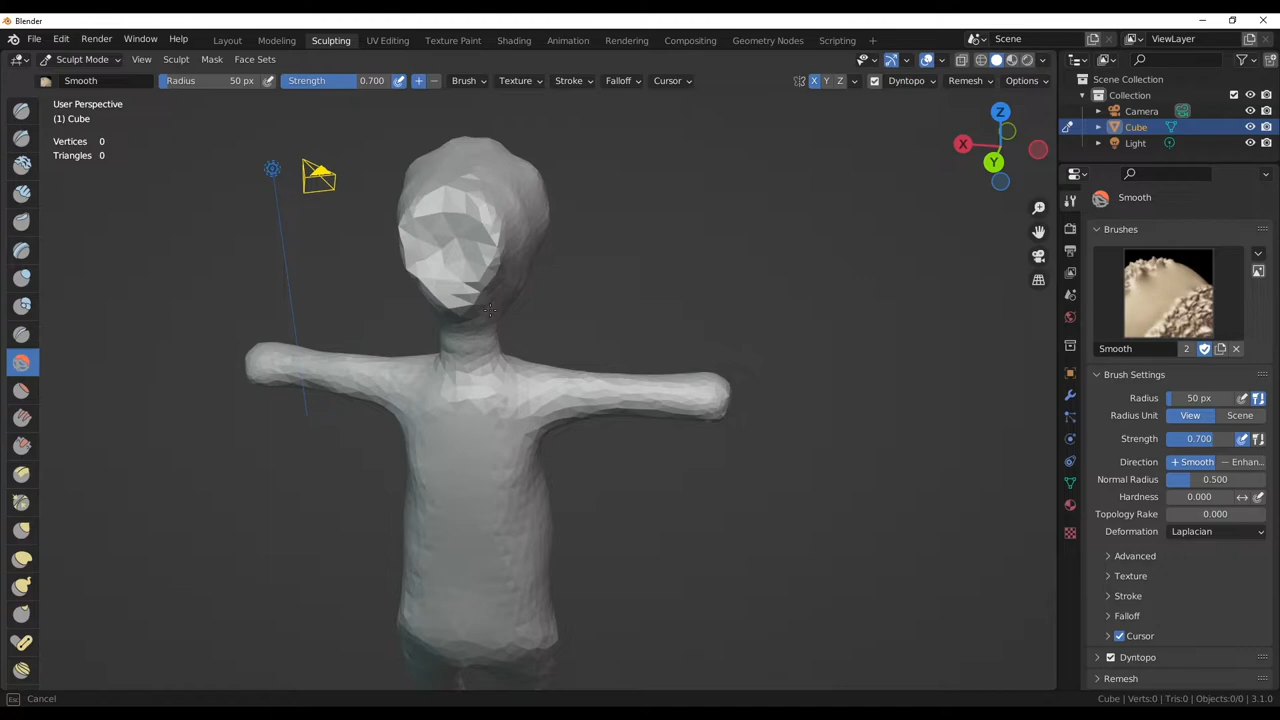 Blender
File Edit Render Window Help Layout Modeling Sculpting UV Editing Texture Paint Shading Animation Rendering Compositing Geometry Nodes Scripting + Scene ViewLayer
Sculpt Mode View Sculpt Mask Face Sets
Smooth Radius 50 px Strength 0.700 Brush Texture Stroke Falloff Cursor X Y Z Dyntopo Remesh Options
User Perspective
(1) Cube
Vertices 0
Triangles 0
Z
X
Y
Scene Collection
Collection
Camera
Cube
Light
Smooth
Brushes
Smooth 2
Brush Settings
Radius 50 px
Radius Unit View Scene
Strength 0.700
Direction + Smooth − Enhan...
Normal Radius 0.500
Hardness 0.000
Topology Rake 0.000
Deformation Laplacian
Advanced
Texture
Stroke
Falloff
Cursor
Dyntopo
Remesh
Esc Cancel
Cube | Verts:0 | Tris:0 | Objects:0/0 | 3.1.0